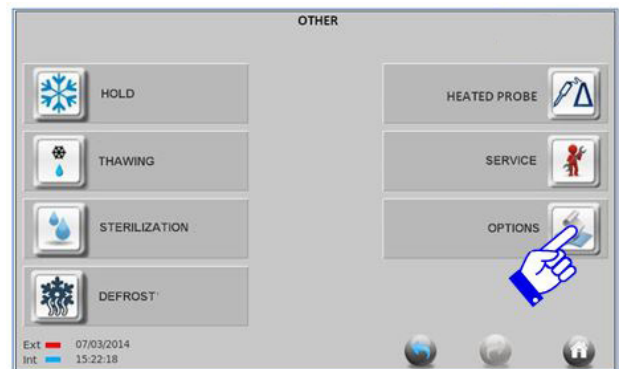 OTHER
HOLD
HEATED PROBE
THAWING
SERVICE
STERILIZATION
OPTIONS
DEFROST
Ext 07/03/2014
Int 15:22:18